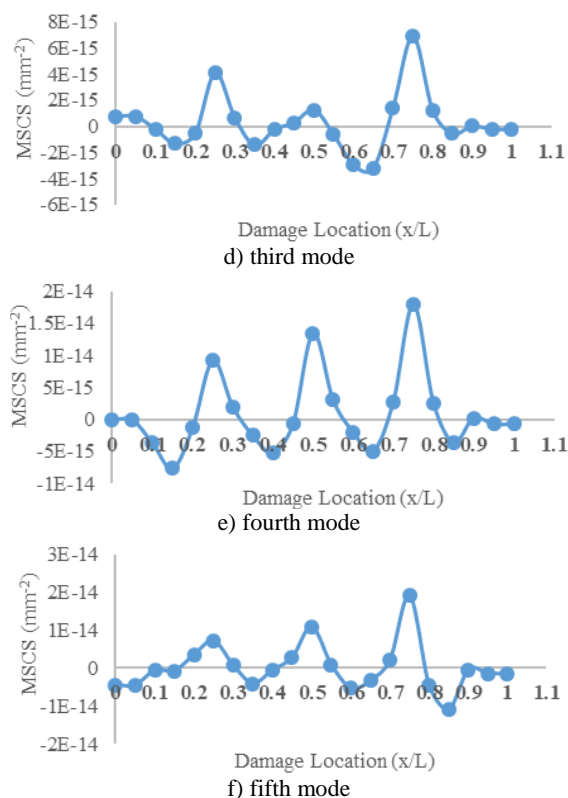 8E-15
6E-15
4E-15
2E-15
0
-2E-15
-4E-15
-6E-15
MSCS (mm-2)
0 0.1 0.2 0.3 0.4 0.5 0.6 0.7 0.8 0.9 1 1.1
Damage Location (x/L)
d) third mode
2E-14
1.5E-14
1E-14
5E-15
0
-5E-15
-1E-14
MSCS (mm-2)
0 0.1 0.2 0.3 0.4 0.5 0.6 0.7 0.8 0.9 1 1.1
Damage Location (x/L)
e) fourth mode
3E-14
2E-14
1E-14
0
-1E-14
-2E-14
MSCS (mm-2)
0 0.1 0.2 0.3 0.4 0.5 0.6 0.7 0.8 0.9 1 1.1
Damage Location (x/L)
f) fifth mode